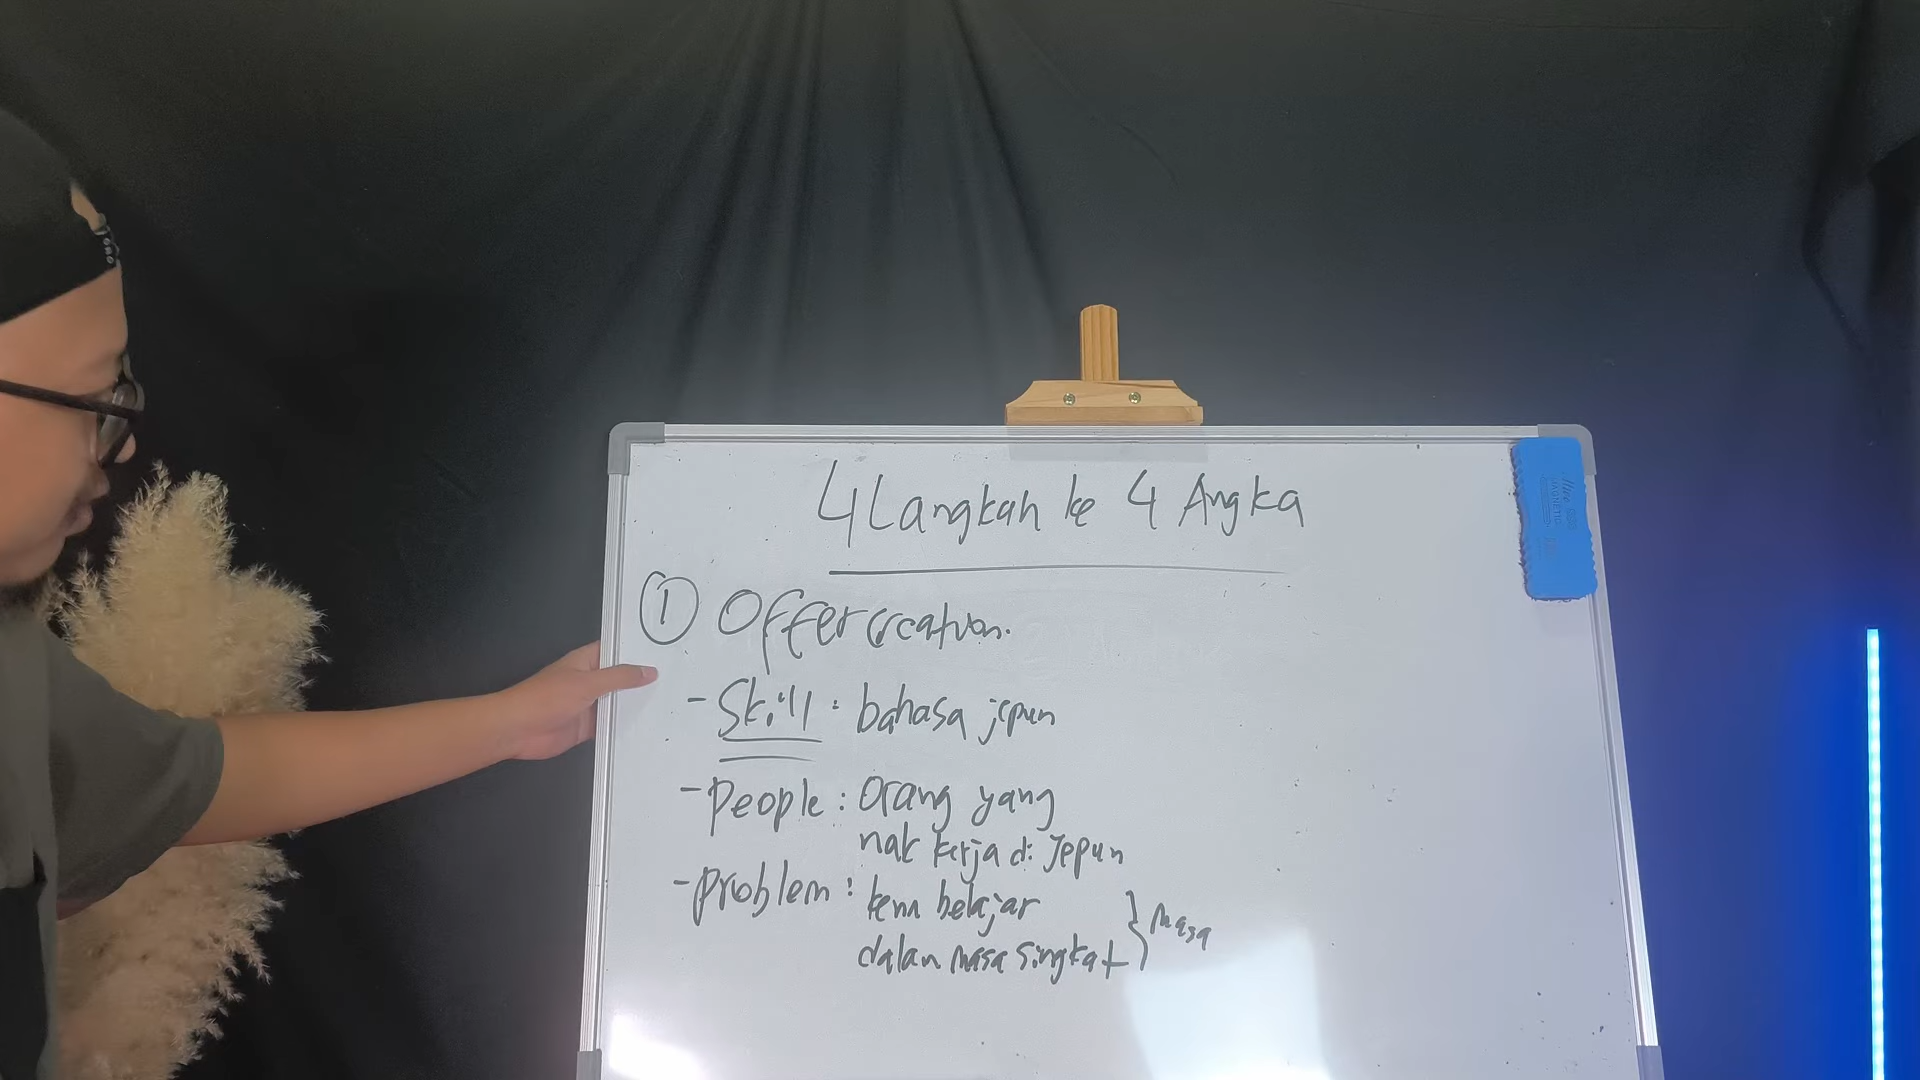 4 Langkah ke 4 Angka
① Offer creation.
- Skill : bahasa jepun
- people : Orang yang
nak kerja di Jepun
- problem : kena belajar
dalam masa singkat } masa
MAGNETIC